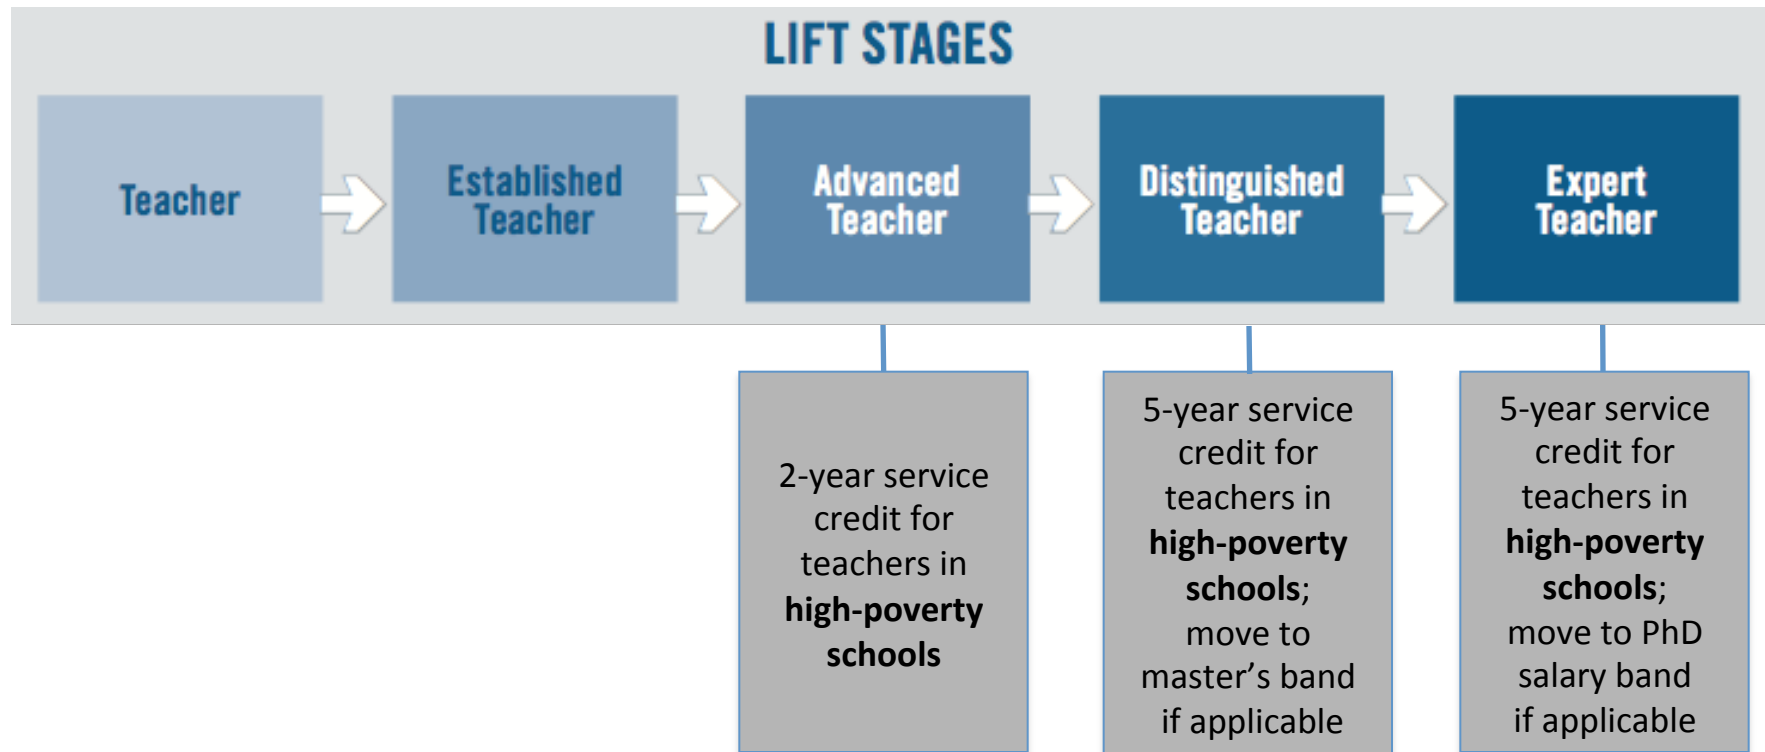 LIFT STAGES
Teacher
Established
Teacher
Advanced
Teacher
Distinguished
Teacher
Expert
Teacher
2-year service
credit for
teachers in
high-poverty
schools
5-year service
credit for
teachers in
high-poverty
schools;
move to
master’s band
if applicable
5-year service
credit for
teachers in
high-poverty
schools;
move to PhD
salary band
if applicable